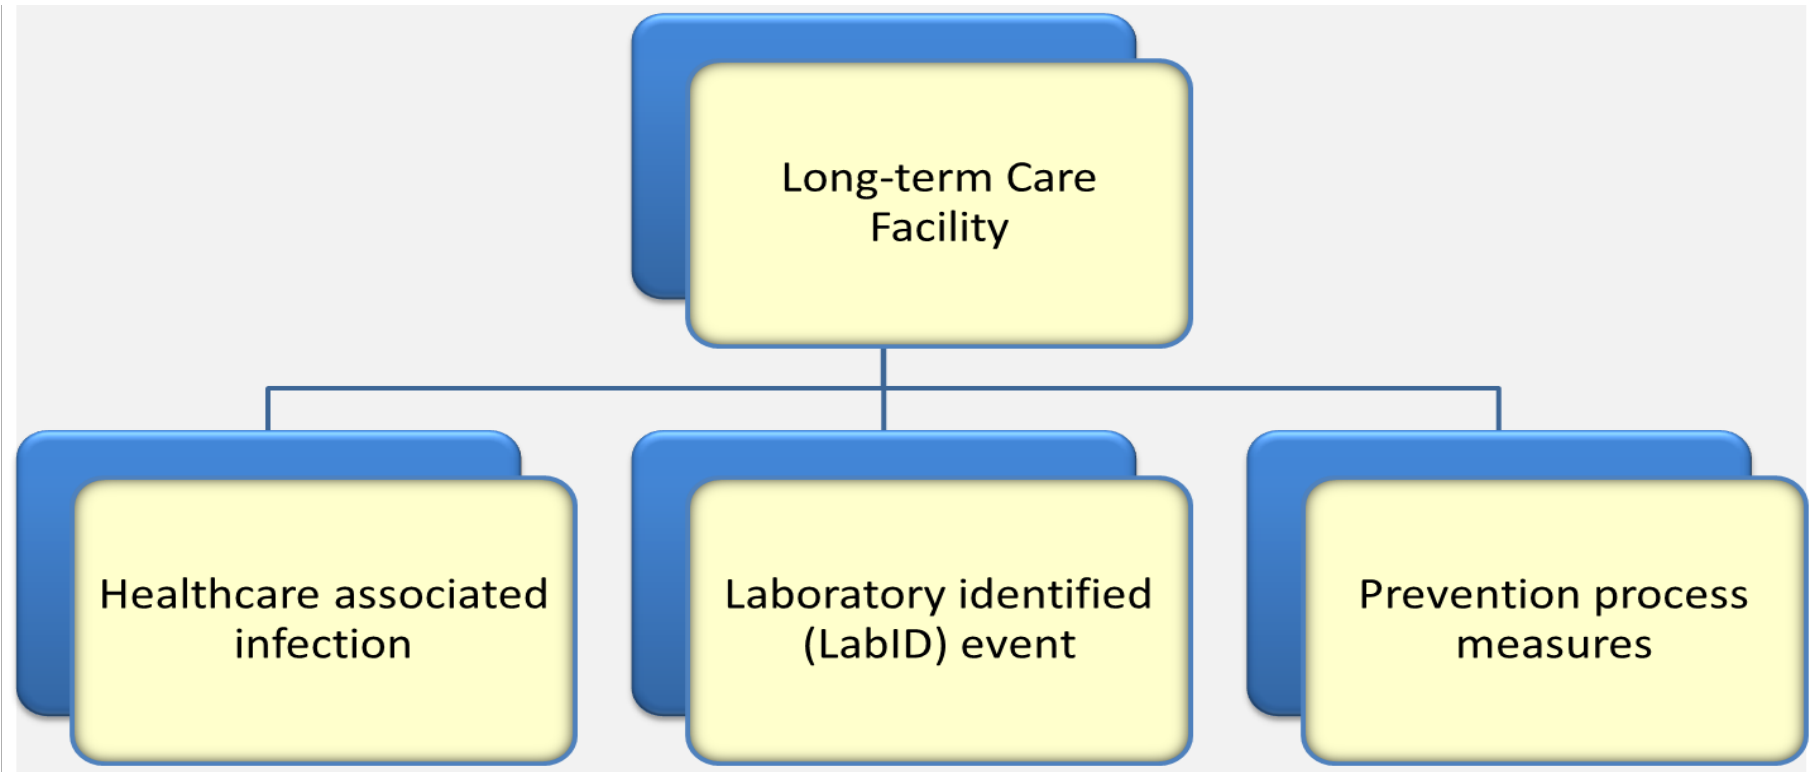 Long-term Care
Facility
Healthcare associated
infection
Laboratory identified
(LabID) event
Prevention process
measures